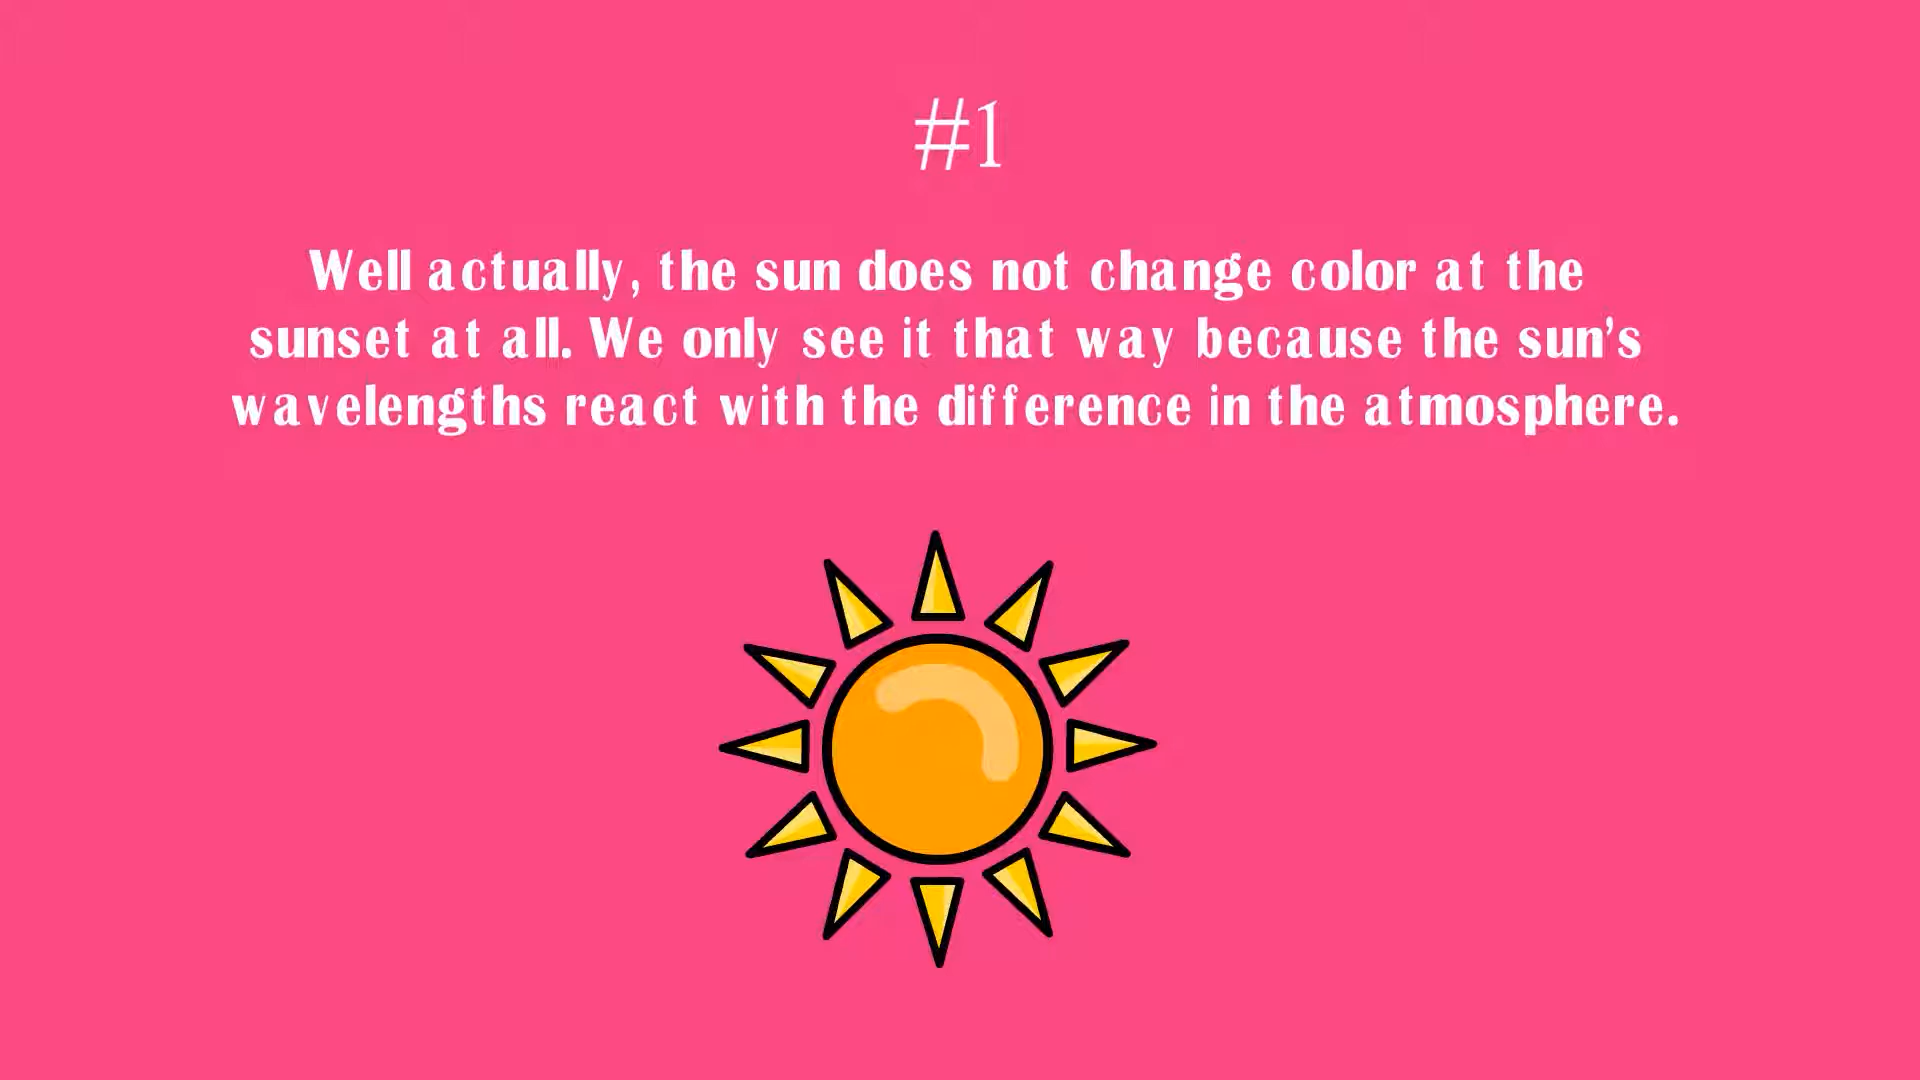 #1
Well actually, the sun does not change color at the
sunset at all. We only see it that way because the sun's
wavelengths react with the difference in the atmosphere.